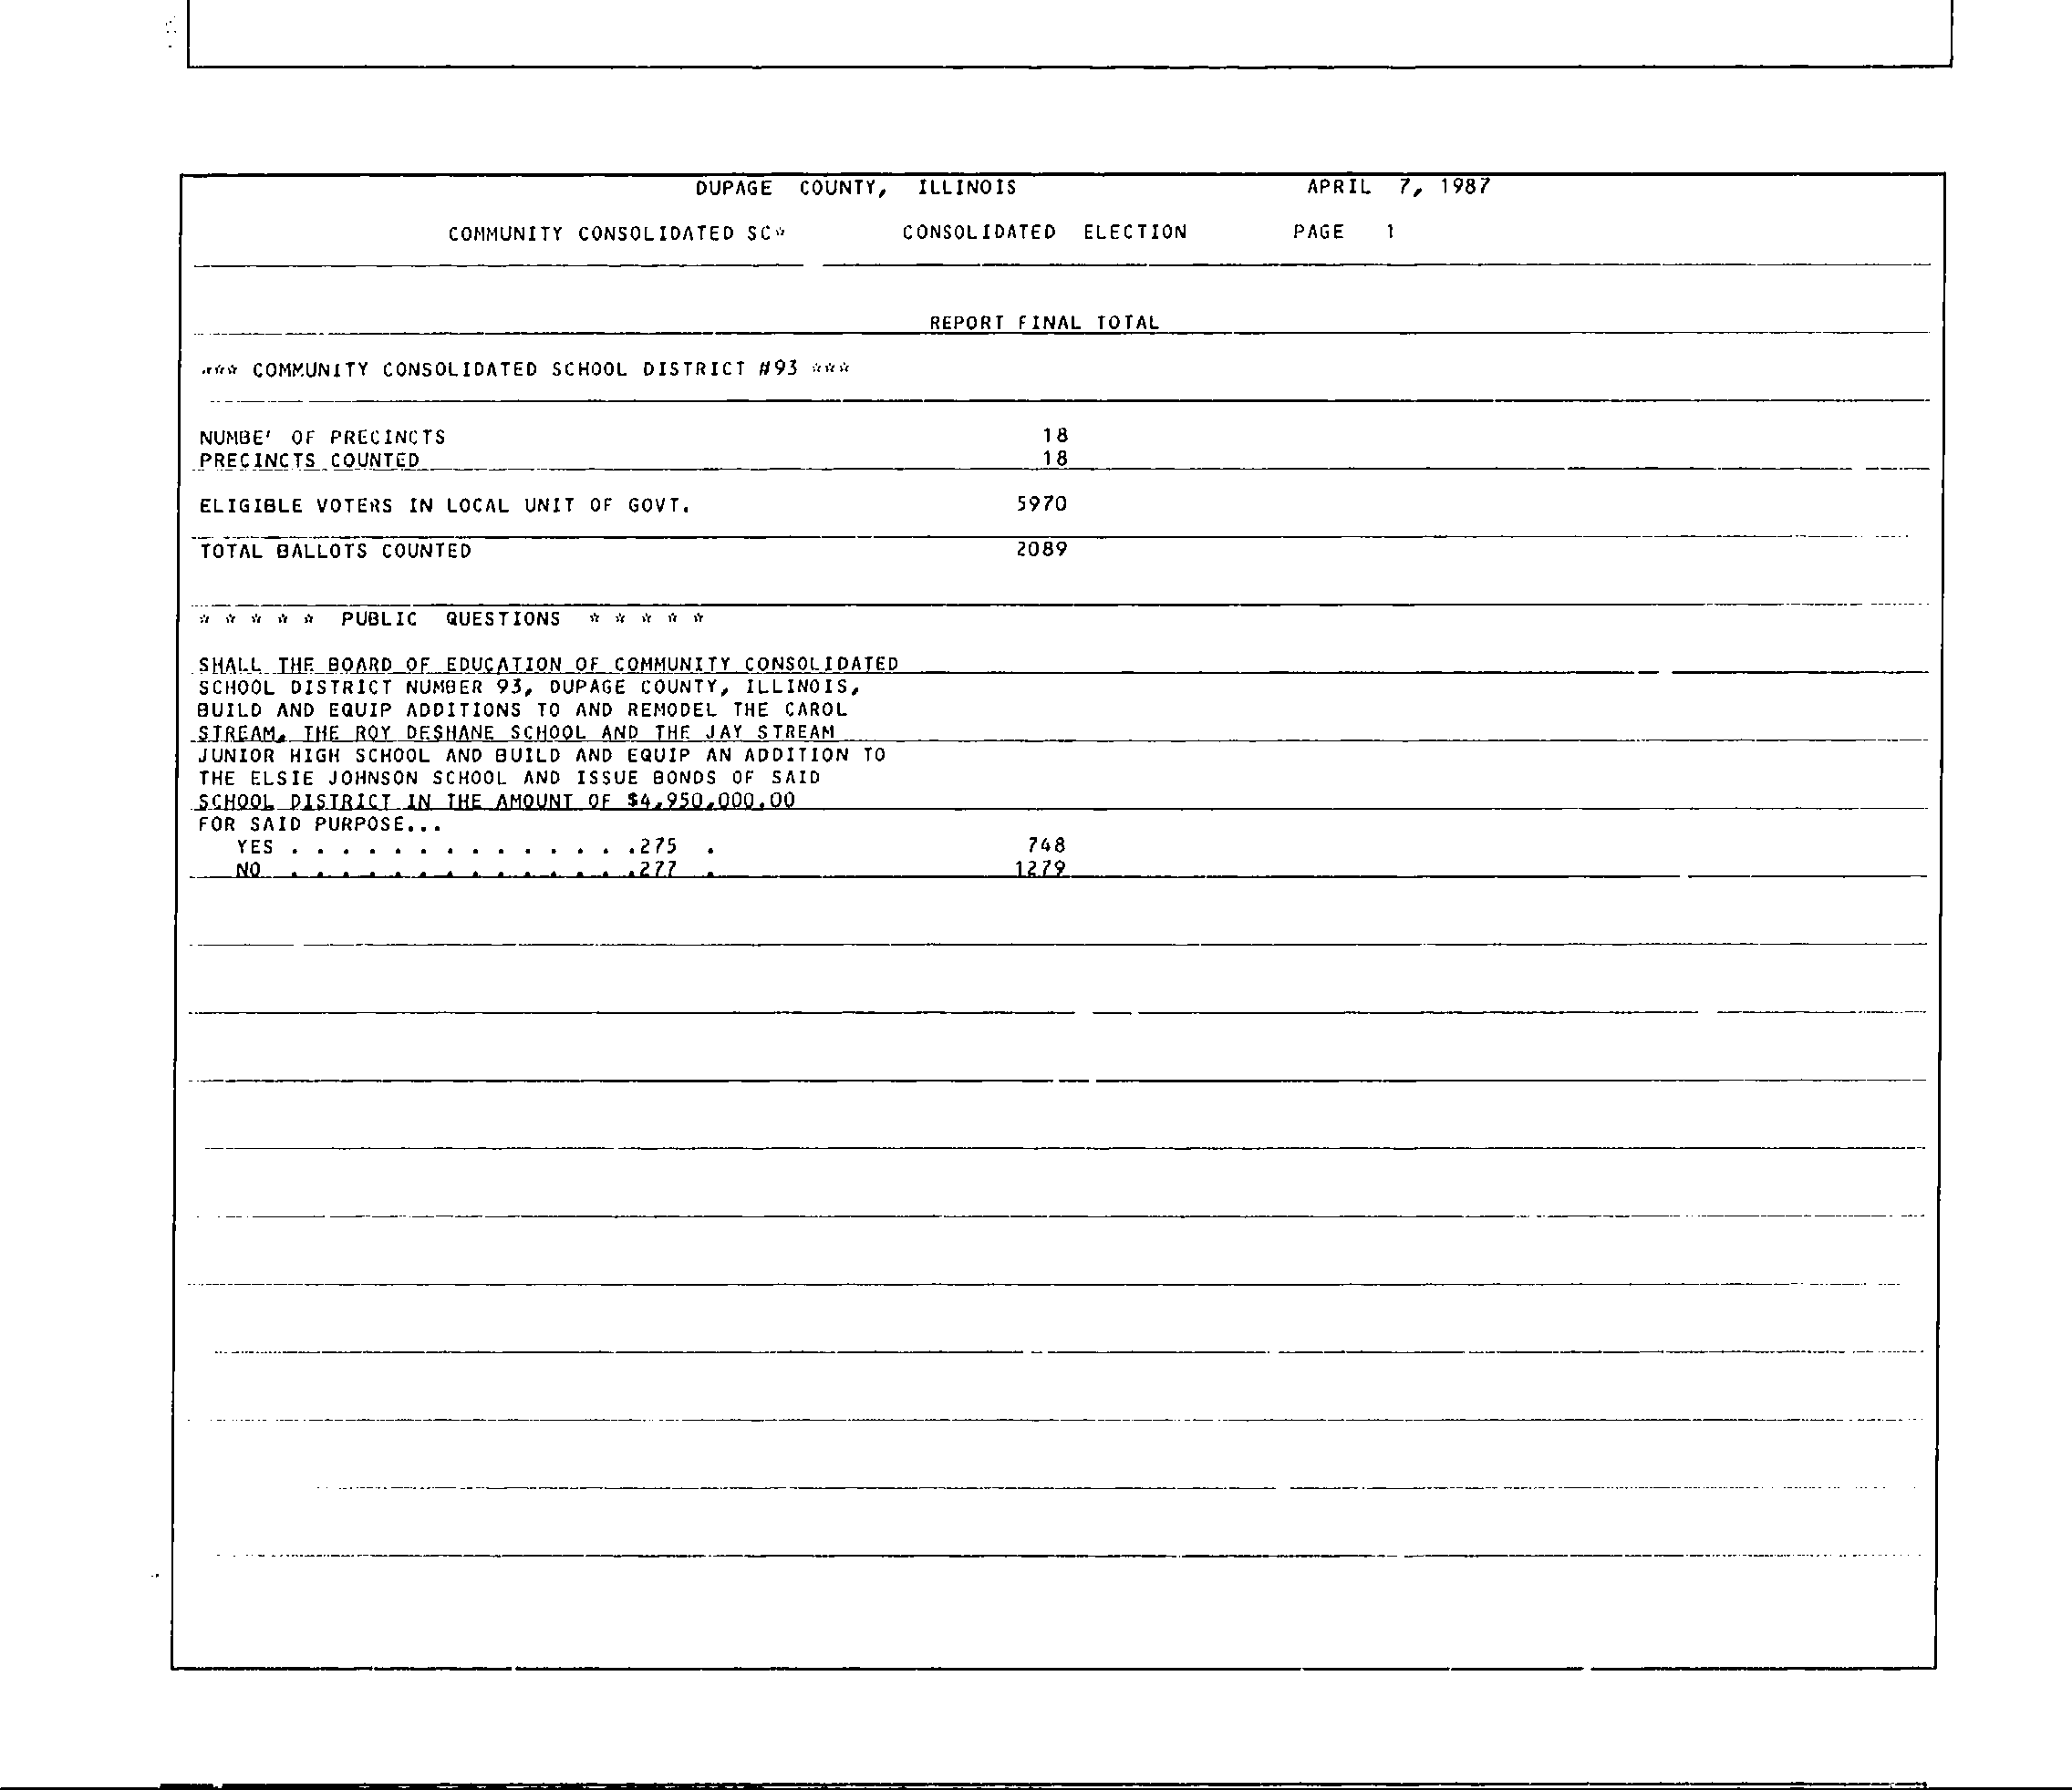 DUPAGE COUNTY, ILLINOIS APRIL 7, 1987
COMMUNITY CONSOLIDATED SC* CONSOLIDATED ELECTION PAGE 1
REPORT FINAL TOTAL
*** COMMUNITY CONSOLIDATED SCHOOL DISTRICT #93 ***
NUMBE' OF PRECINCTS 18
PRECINCTS COUNTED 18
ELIGIBLE VOTERS IN LOCAL UNIT OF GOVT. 5970
TOTAL BALLOTS COUNTED 2089
* * * * * PUBLIC QUESTIONS * * * * *
SHALL THE BOARD OF EDUCATION OF COMMUNITY CONSOLIDATED
SCHOOL DISTRICT NUMBER 93, DUPAGE COUNTY, ILLINOIS,
BUILD AND EQUIP ADDITIONS TO AND REMODEL THE CAROL
STREAM, THE ROY DESHANE SCHOOL AND THE JAY STREAM
JUNIOR HIGH SCHOOL AND BUILD AND EQUIP AN ADDITION TO
THE ELSIE JOHNSON SCHOOL AND ISSUE BONDS OF SAID
SCHOOL DISTRICT IN THE AMOUNT OF $4,950,000.00
FOR SAID PURPOSE...
YES . . . . . . . . . . . . . .275 . 748
NO . . . . . . . . . . . . . .277 . 1279